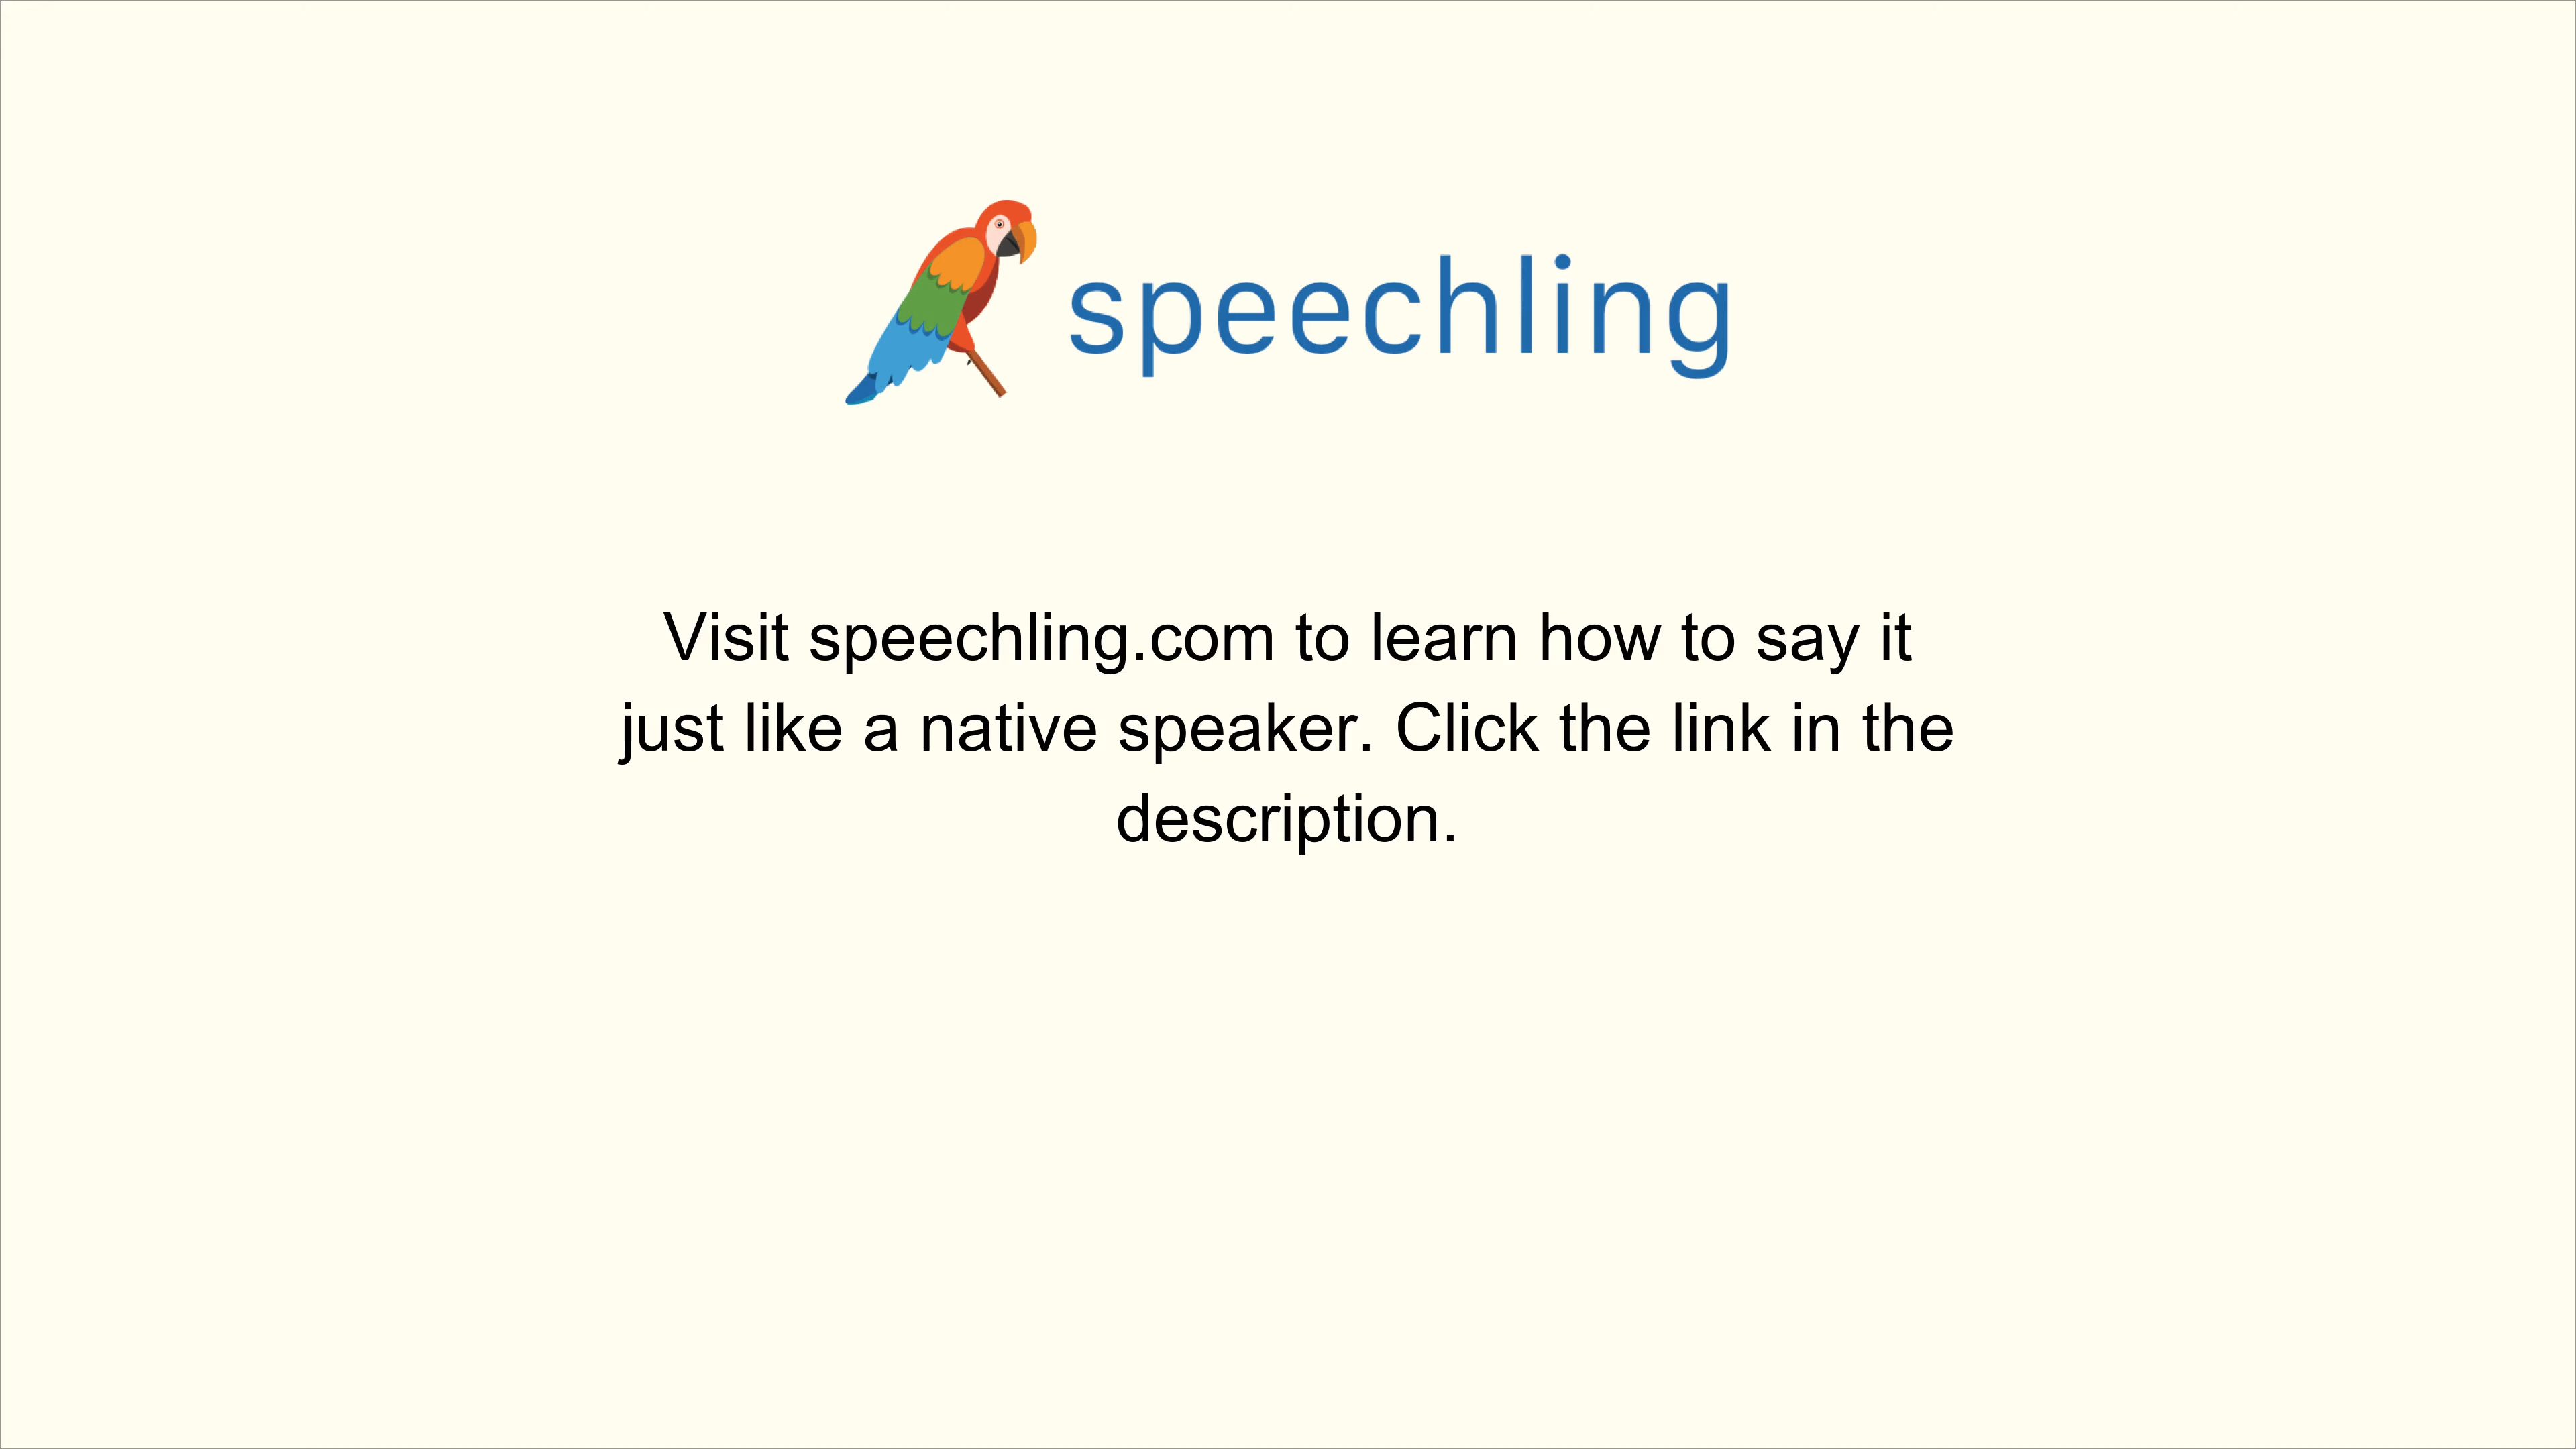 speechling
Visit speechling.com to learn how to say it
just like a native speaker. Click the link in the
description.